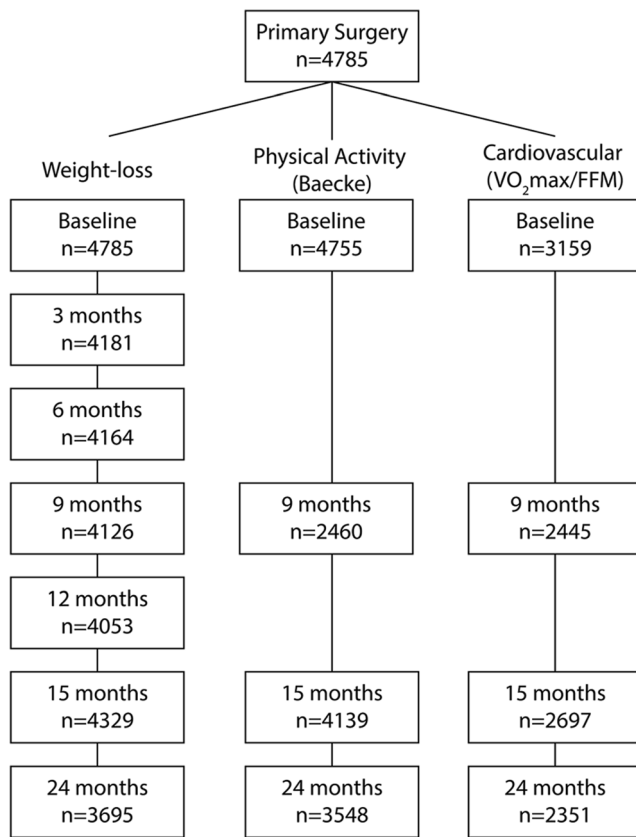 Primary Surgery
n=4785
Weight-loss
Physical Activity
(Baecke)
Cardiovascular
(VO₂max/FFM)
Baseline
n=4785
Baseline
n=4755
Baseline
n=3159
3 months
n=4181
6 months
n=4164
9 months
n=4126
9 months
n=2460
9 months
n=2445
12 months
n=4053
15 months
n=4329
15 months
n=4139
15 months
n=2697
24 months
n=3695
24 months
n=3548
24 months
n=2351